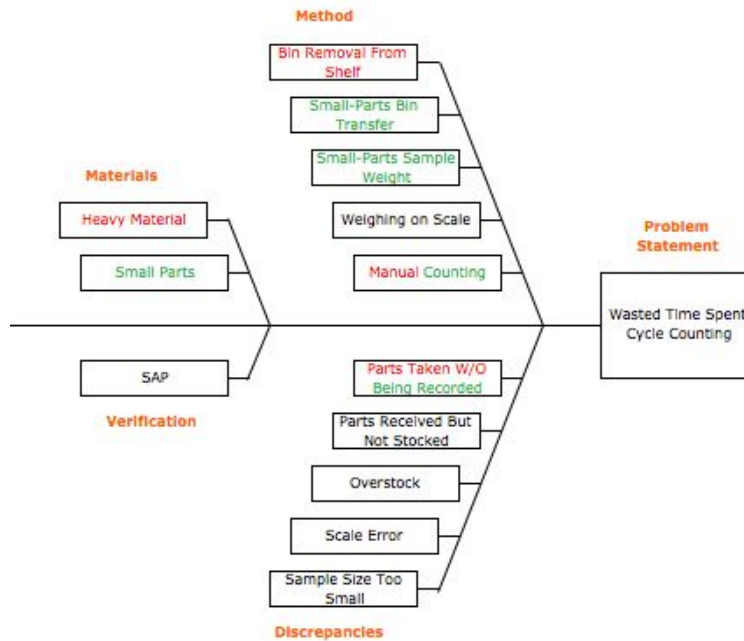 Method
Bin Removal From
Shelf
Small-Parts Bin
Transfer
Small-Parts Sample
Weight
Materials
Heavy Material
Weighing on Scale
Small Parts
Manual Counting
Problem
Statement
Wasted Time Spent
Cycle Counting
SAP
Verification
Parts Taken W/O
Being Recorded
Parts Received But
Not Stocked
Overstock
Scale Error
Sample Size Too
Small
Discrepancies